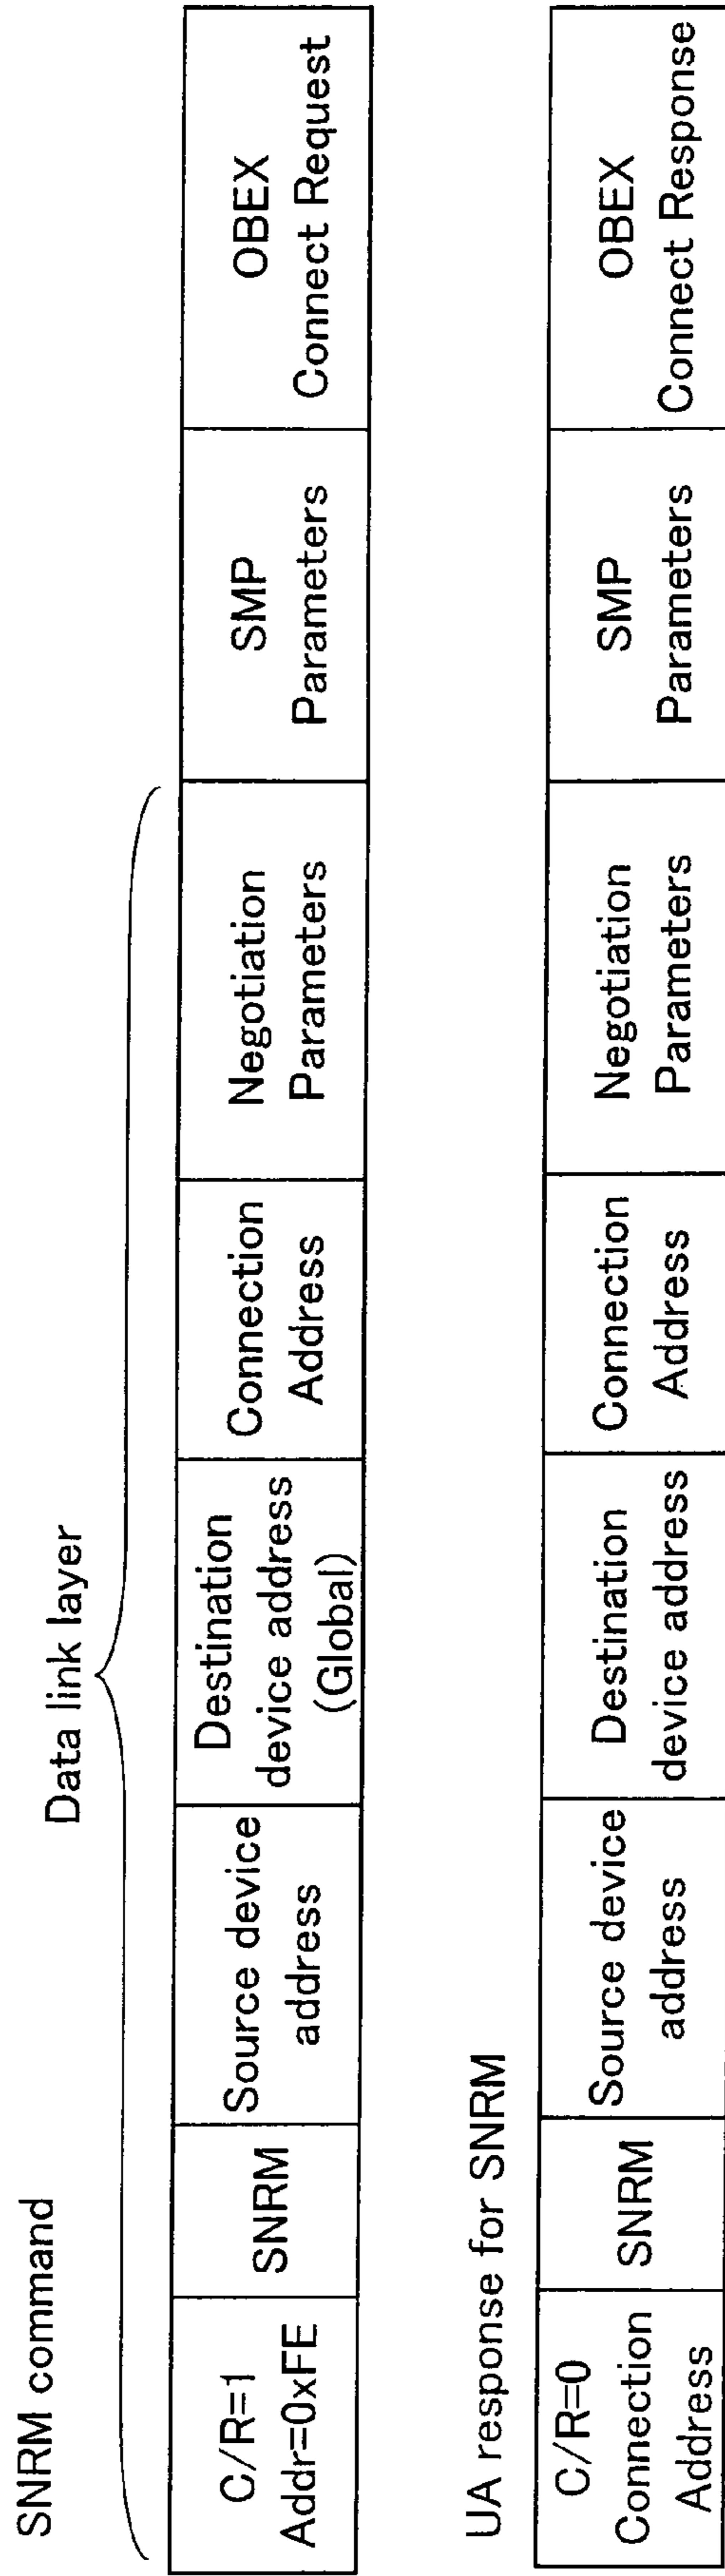 SNRM command
Data link layer
C/R=1
Addr=0xFE
SNRM
Source device
address
Destination
device address
(Global)
Connection
Address
Negotiation
Parameters
SMP
Parameters
OBEX
Connect Request
UA response for SNRM
C/R=0
Connection
Address
SNRM
Source device
address
Destination
device address
Connection
Address
Negotiation
Parameters
SMP
Parameters
OBEX
Connect Response